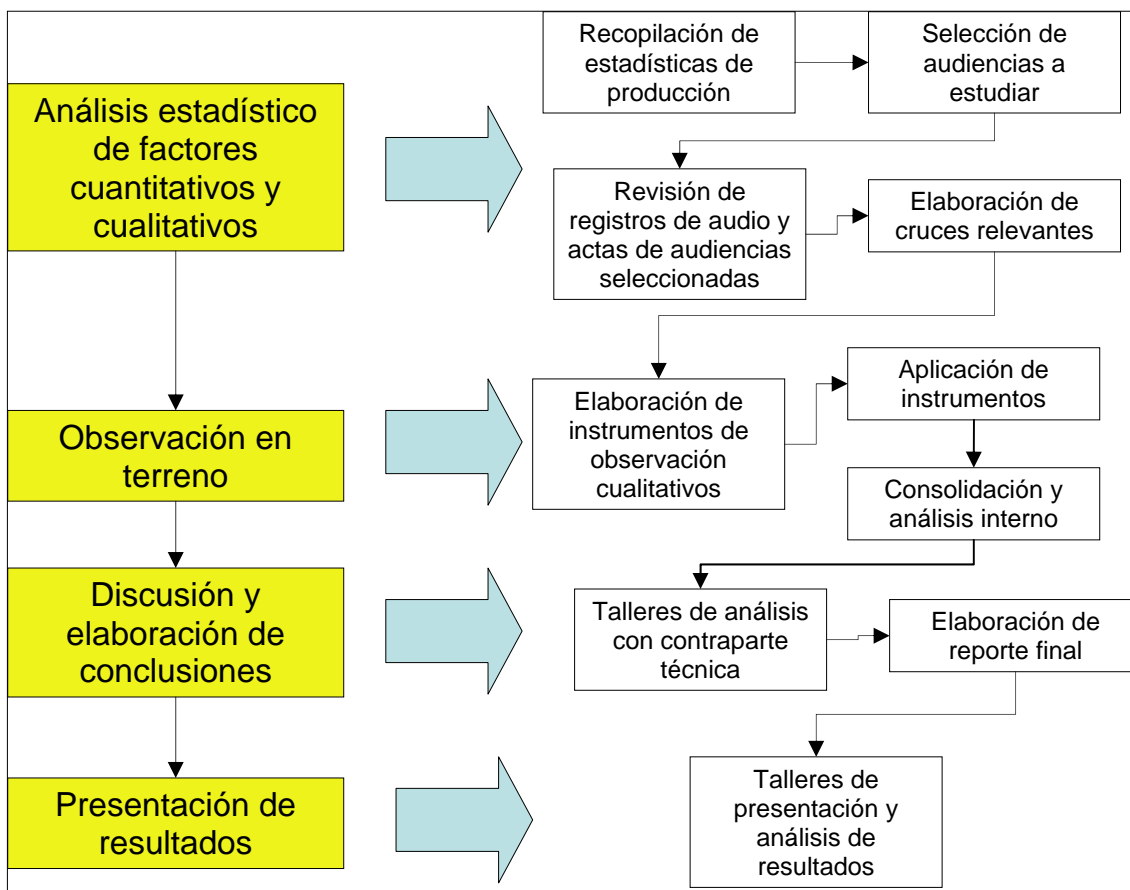 Recopilación de
estadísticas de
producción
Selección de
audiencias a
estudiar
Análisis estadístico
de factores
cuantitativos y
cualitativos
Revisión de
registros de audio y
actas de audiencias
seleccionadas
Elaboración de
cruces relevantes
Observación en
terreno
Elaboración de
instrumentos de
observación
cualitativos
Aplicación de
instrumentos
Consolidación y
análisis interno
Discusión y
elaboración de
conclusiones
Talleres de análisis
con contraparte
técnica
Elaboración de
reporte final
Presentación de
resultados
Talleres de
presentación y
análisis de
resultados